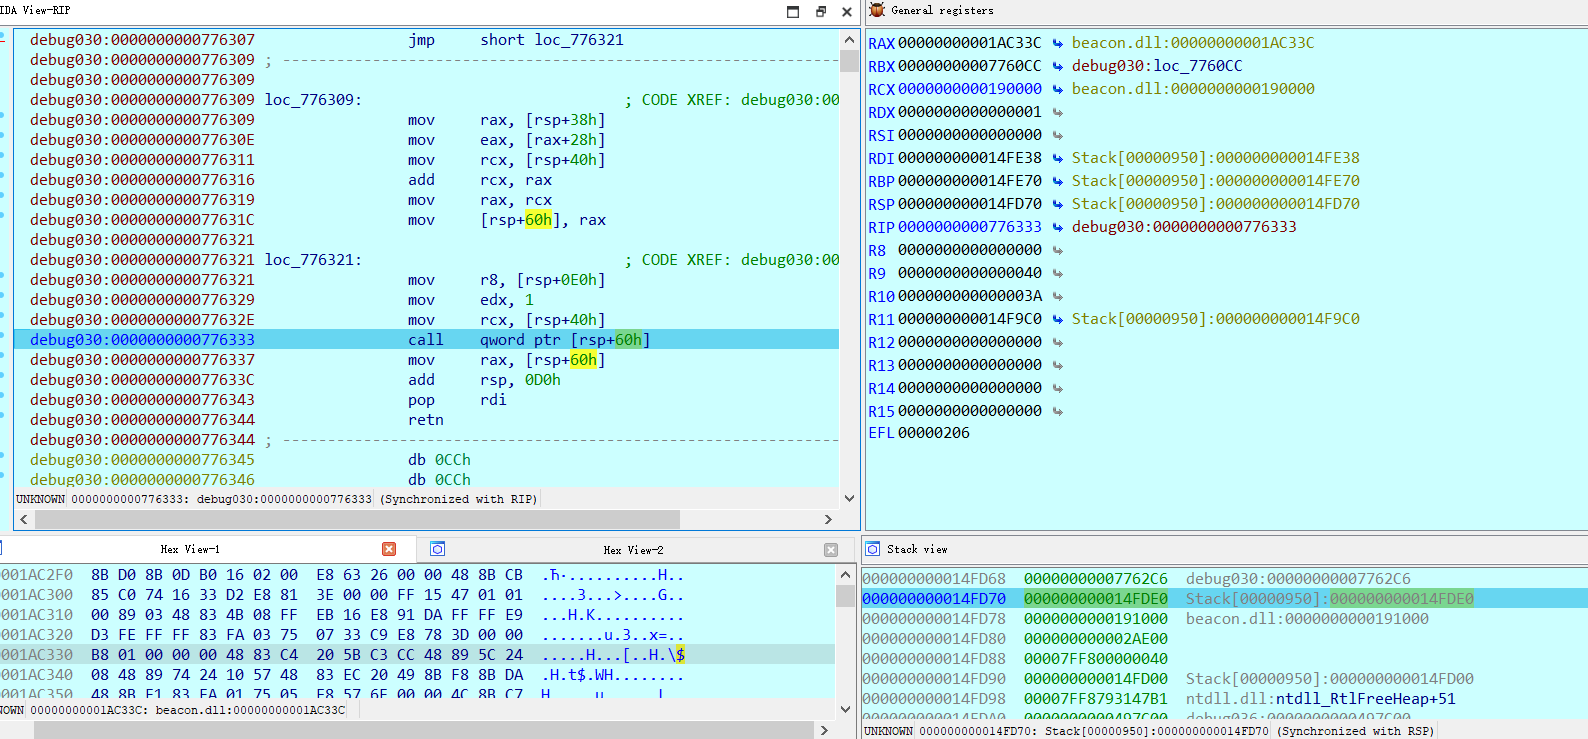 IDA View-RIP
debug030:0000000000776307 jmp short loc_776321
debug030:0000000000776309 ; ---------------------------------------------------------------
debug030:0000000000776309
debug030:0000000000776309 loc_776309: ; CODE XREF: debug030:00
debug030:0000000000776309 mov rax, [rsp+38h]
debug030:000000000077630E mov eax, [rax+28h]
debug030:0000000000776311 mov rcx, [rsp+40h]
debug030:0000000000776316 add rcx, rax
debug030:0000000000776319 mov rax, rcx
debug030:000000000077631C mov [rsp+60h], rax
debug030:0000000000776321
debug030:0000000000776321 loc_776321: ; CODE XREF: debug030:00
debug030:0000000000776321 mov r8, [rsp+0E0h]
debug030:0000000000776329 mov edx, 1
debug030:000000000077632E mov rcx, [rsp+40h]
debug030:0000000000776333 call qword ptr [rsp+60h]
debug030:0000000000776337 mov rax, [rsp+60h]
debug030:000000000077633C add rsp, 0D0h
debug030:0000000000776343 pop rdi
debug030:0000000000776344 retn
debug030:0000000000776344 ; ---------------------------------------------------------------
debug030:0000000000776345 db 0CCh
debug030:0000000000776346 db 0CCh
UNKNOWN 0000000000776333: debug030:0000000000776333 (Synchronized with RIP)
General registers
RAX 00000000001AC33C beacon.dll:00000000001AC33C
RBX 00000000007760CC debug030:loc_7760CC
RCX 0000000000190000 beacon.dll:0000000000190000
RDX 0000000000000001
RSI 0000000000000000
RDI 000000000014FE38 Stack[00000950]:000000000014FE38
RBP 000000000014FE70 Stack[00000950]:000000000014FE70
RSP 000000000014FD70 Stack[00000950]:000000000014FD70
RIP 0000000000776333 debug030:0000000000776333
R8 0000000000000000
R9 0000000000000040
R10 000000000000003A
R11 000000000014F9C0 Stack[00000950]:000000000014F9C0
R12 0000000000000000
R13 0000000000000000
R14 0000000000000000
R15 0000000000000000
EFL 00000206
Hex View-1
Hex View-2
0001AC2F0 8B D0 8B 0D B0 16 02 00 E8 63 26 00 00 48 8B CB
0001AC300 85 C0 74 16 33 D2 E8 81 3E 00 00 FF 15 47 01 01 ....3...>....G..
0001AC310 00 89 03 48 83 4B 08 FF EB 16 E8 91 DA FF FF E9 ...H.K..........
0001AC320 D3 FE FF FF 83 FA 03 75 07 33 C9 E8 78 3D 00 00 .......u.3..x=..
0001AC330 B8 01 00 00 00 48 83 C4 20 5B C3 CC 48 89 5C 24 .....H...[..H.\$
0001AC340 08 48 89 74 24 10 57 48 83 EC 20 49 8B F8 8B DA .H.t$.WH........
0001AC350 48 8B F1 83 FA 01 75 05 E8 57 6F 00 00 4C 8B C7
NOWN 00000000001AC33C: beacon.dll:00000000001AC33C
Stack view
000000000014FD68 00000000007762C6 debug030:00000000007762C6
000000000014FD70 000000000014FDE0 Stack[00000950]:000000000014FDE0
000000000014FD78 0000000000191000 beacon.dll:0000000000191000
000000000014FD80 000000000002AE00
000000000014FD88 00007FF800000040
000000000014FD90 000000000014FD00 Stack[00000950]:000000000014FD00
000000000014FD98 00007FF8793147B1 ntdll.dll:ntdll_RtlFreeHeap+51
000000000014FDA0 0000000000497C00 debug036:0000000000497C00
UNKNOWN 000000000014FD70: Stack[00000950]:000000000014FD70 (Synchronized with RSP)